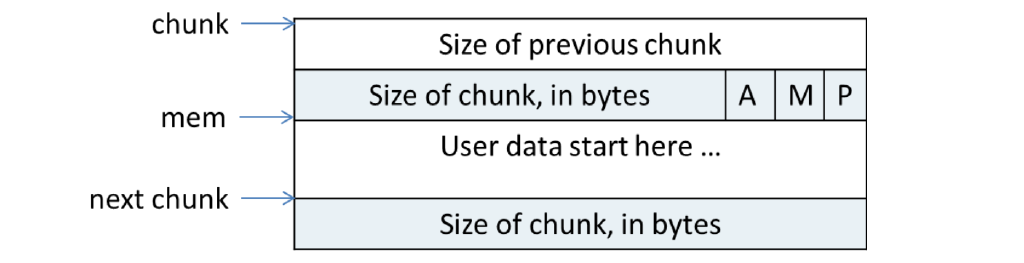 chunk
Size of previous chunk
Size of chunk, in bytes A M P
mem
User data start here ...
next chunk
Size of chunk, in bytes